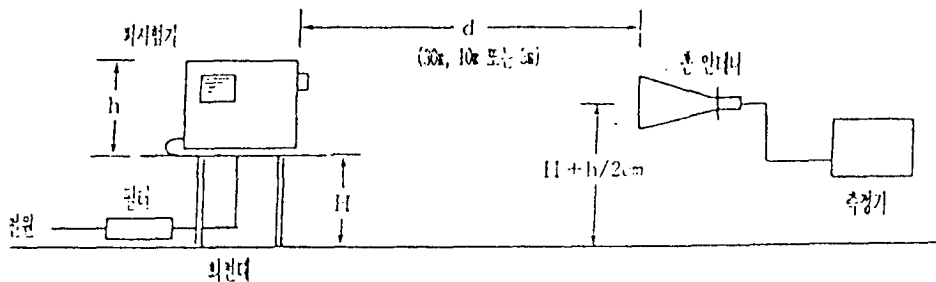 d
피시험기
(30m, 10m 또는 3m)
혼 안테나
h
H + h/2cm
H
필터
전원
측정기
회전대